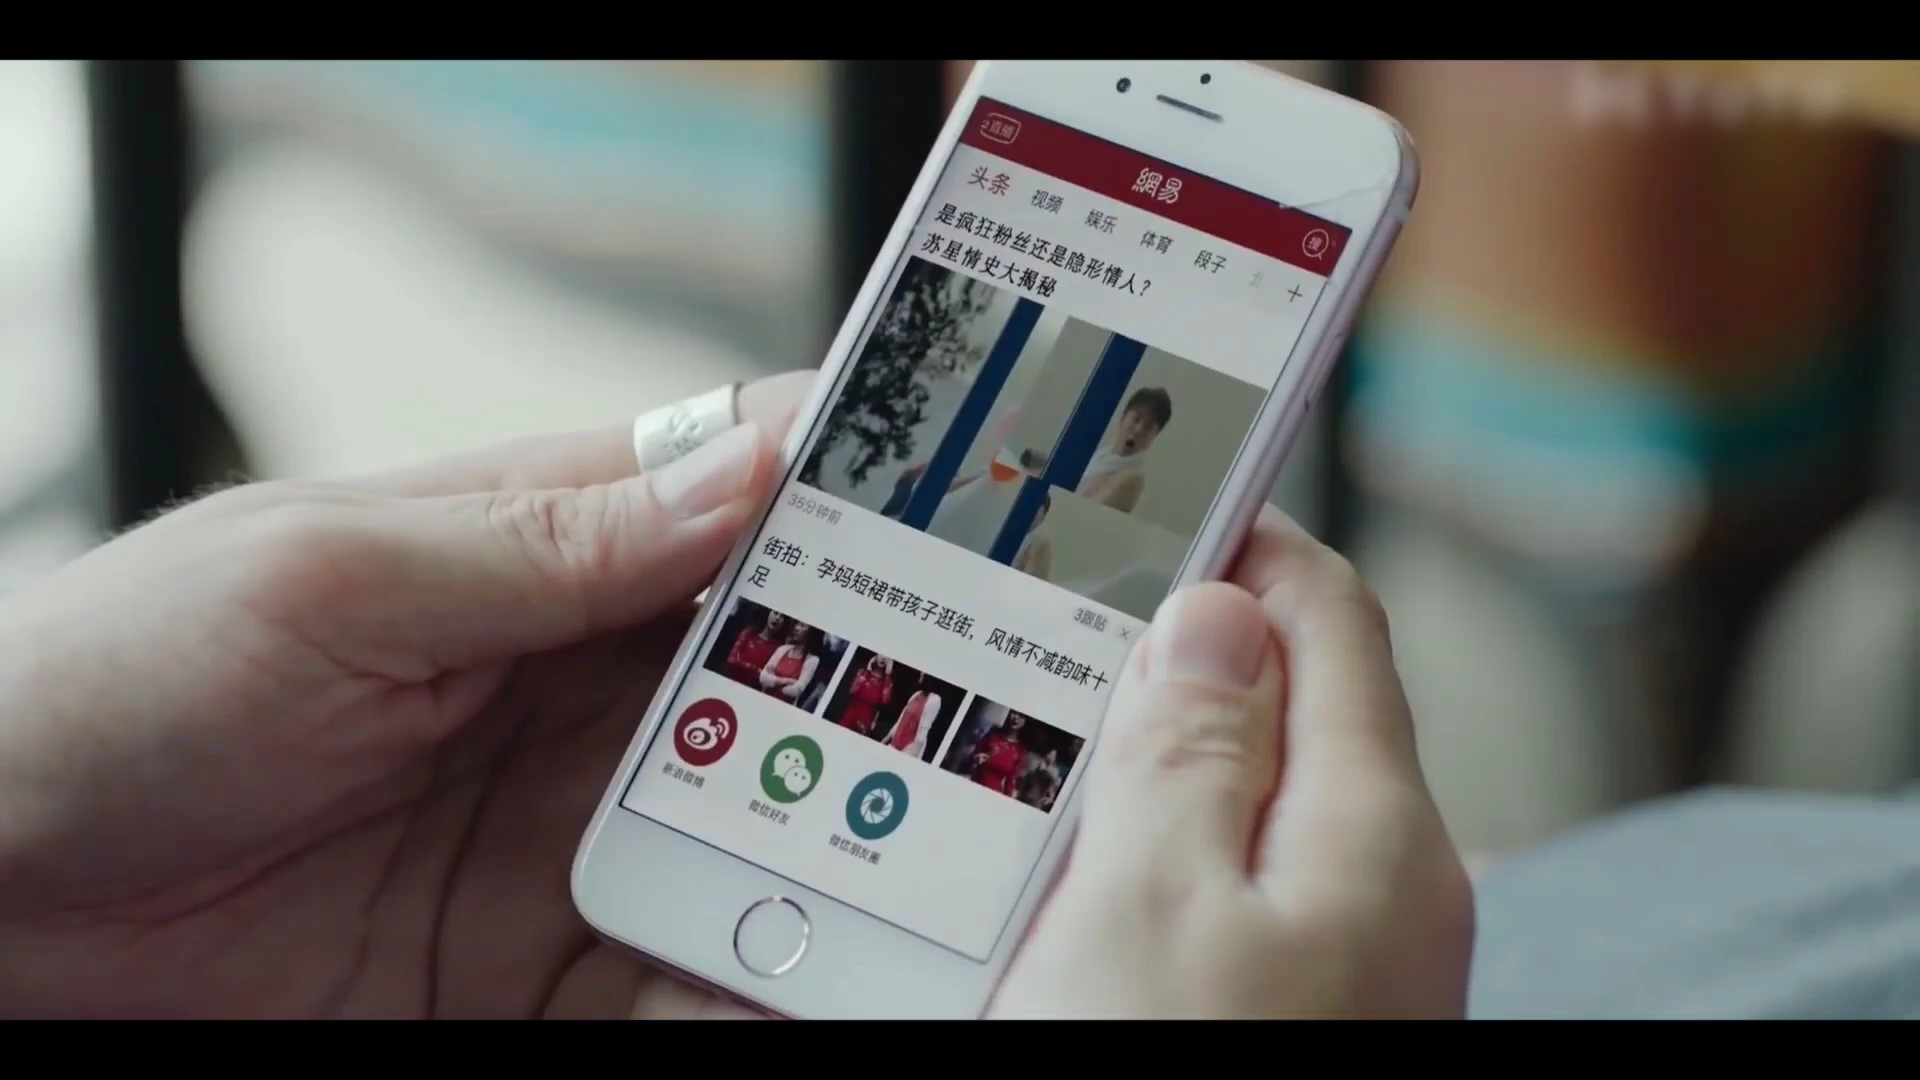 直播
網易
搜
头条 视频 娱乐 体育 段子
是疯狂粉丝还是隐形情人?
苏星情史大揭秘
35分钟前
3跟贴 ×
街拍：孕妈短裙带孩子逛街，风情不减韵味十
足
新浪微博 微信好友 微信朋友圈